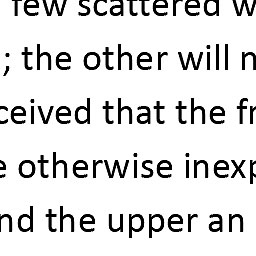 few scattered w
; the other will n
ceived that the fr
e otherwise inexp
nd the upper an